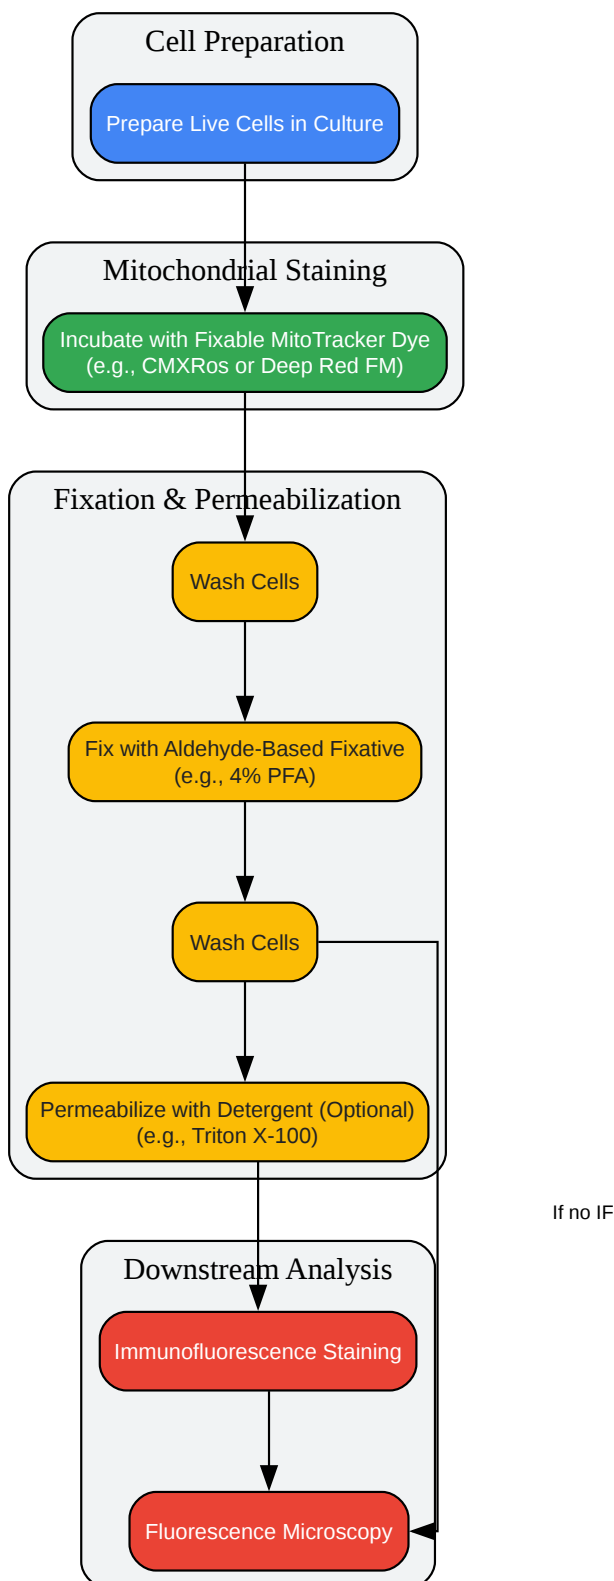 Cell Preparation
Prepare Live Cells in Culture
Mitochondrial Staining
Incubate with Fixable MitoTracker Dye
(e.g., CMXRos or Deep Red FM)
Fixation & Permeabilization
Wash Cells
Fix with Aldehyde-Based Fixative
(e.g., 4% PFA)
Wash Cells
Permeabilize with Detergent (Optional)
(e.g., Triton X-100)
If no IF
Downstream Analysis
Immunofluorescence Staining
Fluorescence Microscopy